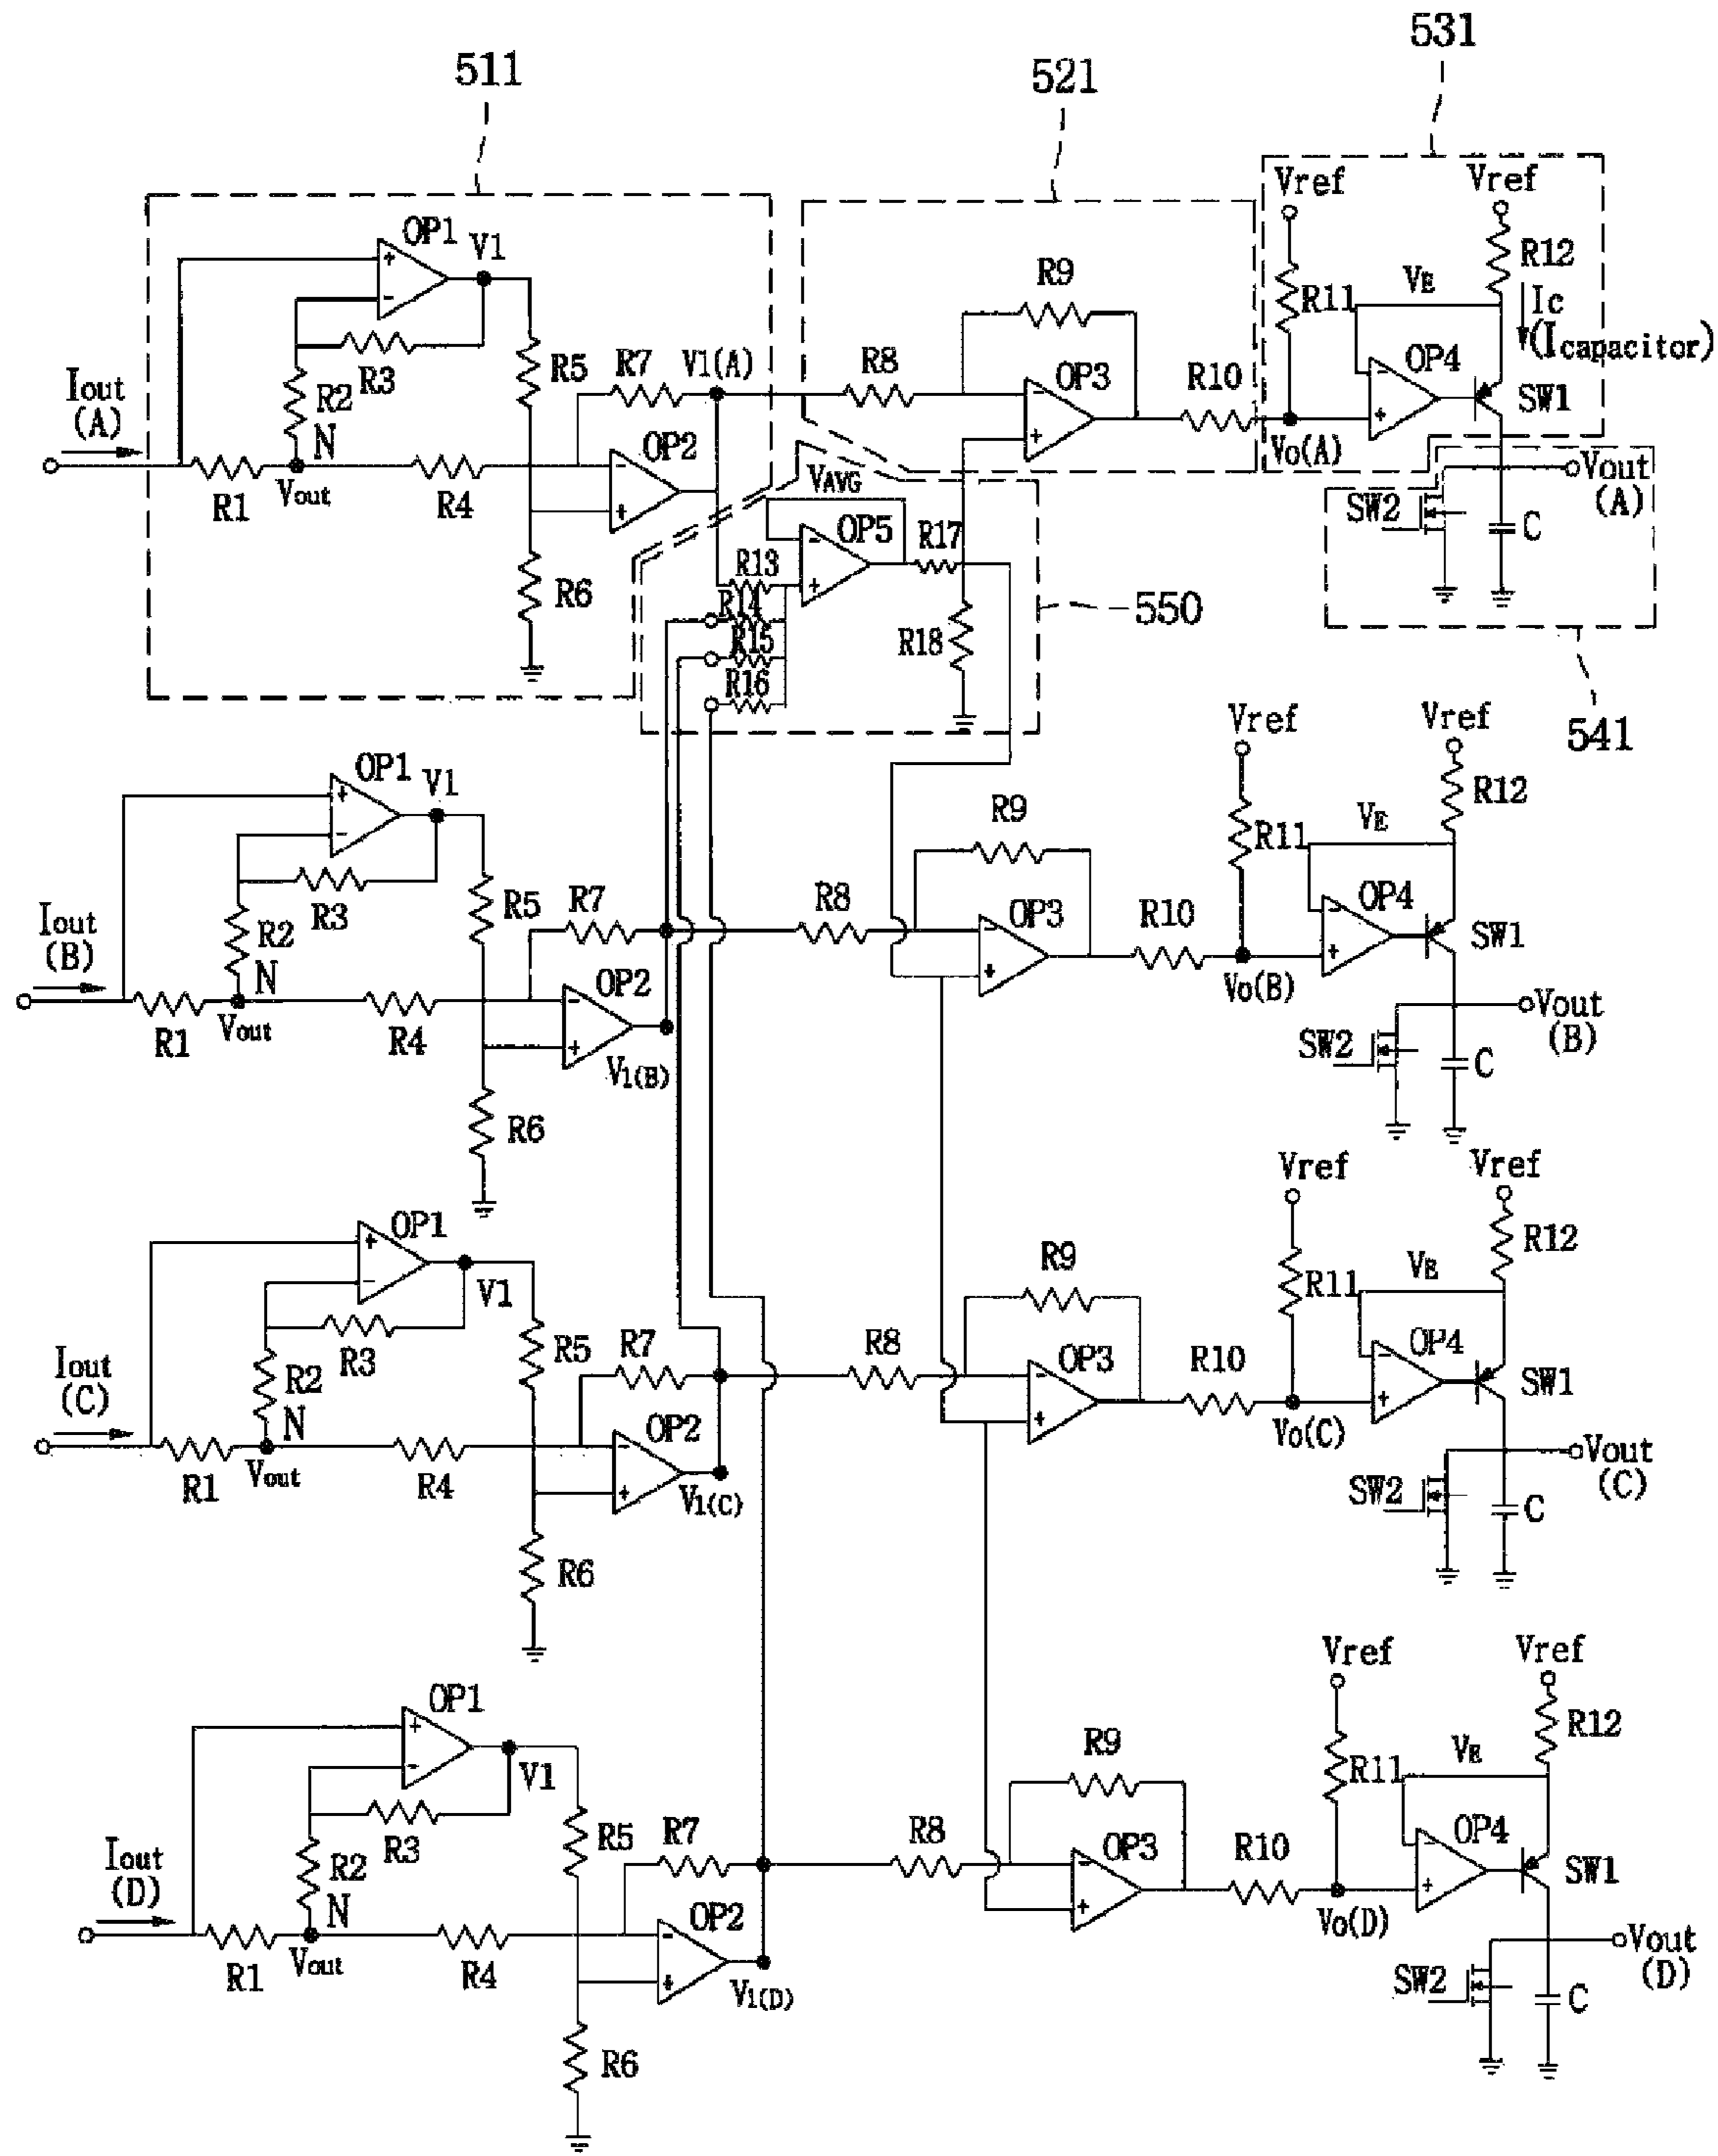 511
521
531
OP1
V1
R3
R2
Iout
(A)
N
R1
Vout
R4
R5
R7
V1(A)
OP2
R6
R8
R9
OP3
R10
Vref
R11
Vo(A)
Vref
R12
VE
Ic
(Icapacitor)
OP4
SW1
Vout
(A)
SW2
C
541
VAVG
OP5
R17
R13
R14
R15
R16
R18
550
OP1
V1
R3
R2
Iout
(B)
N
R1
Vout
R4
R5
R7
OP2
V1(B)
R6
R8
R9
OP3
R10
Vref
R11
Vo(B)
Vref
R12
VE
OP4
SW1
Vout
(B)
SW2
C
OP1
V1
R3
R2
Iout
(C)
N
R1
Vout
R4
R5
R7
OP2
V1(C)
R6
R8
R9
OP3
R10
Vref
R11
Vo(C)
Vref
R12
VE
OP4
SW1
Vout
(C)
SW2
C
OP1
V1
R3
R2
Iout
(D)
N
R1
Vout
R4
R5
R7
OP2
V1(D)
R6
R8
R9
OP3
R10
Vref
R11
Vo(D)
Vref
R12
VE
OP4
SW1
Vout
(D)
SW2
C